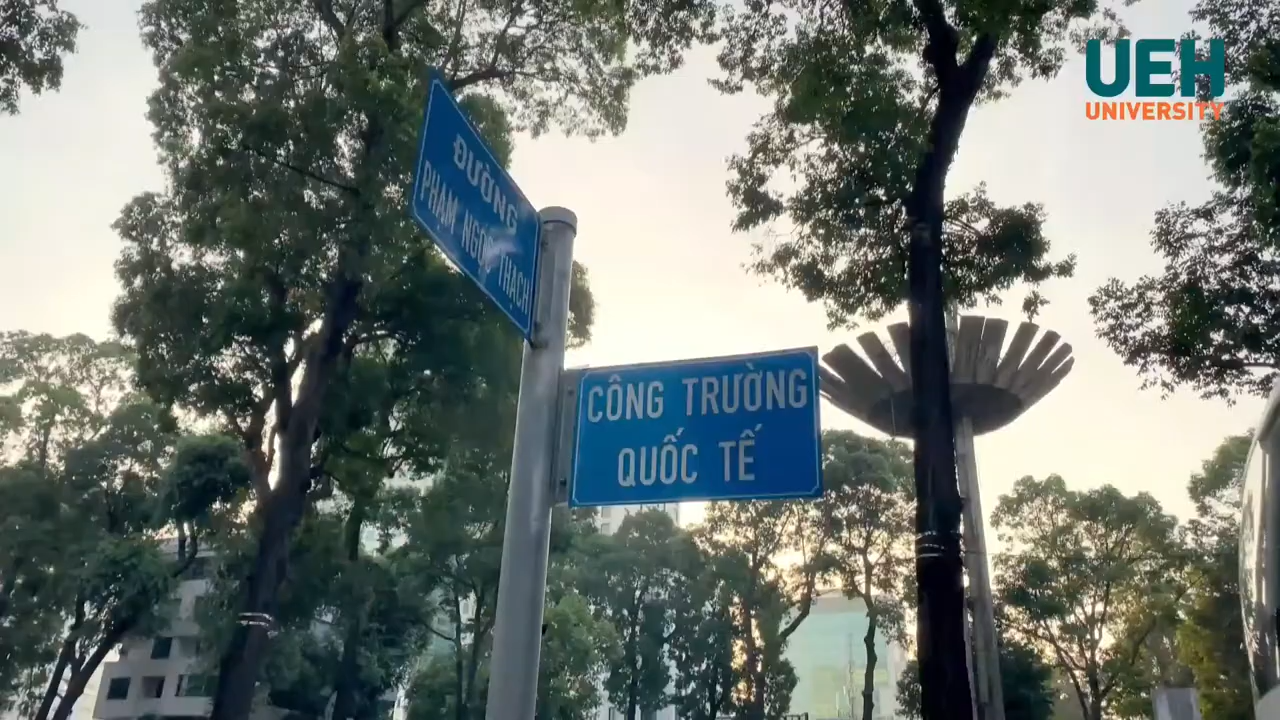 ĐƯỜNG
PHẠM NGỌC THẠCH
CÔNG TRƯỜNG
QUỐC TẾ
UEH
UNIVERSITY